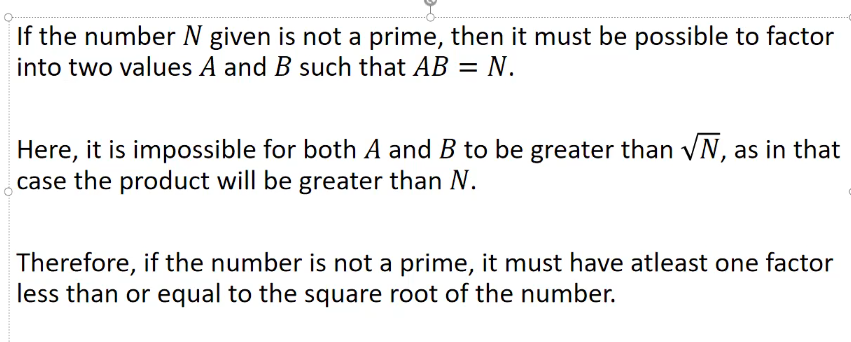 If the number N given is not a prime, then it must be possible to factor
into two values A and B such that AB = N.
Here, it is impossible for both A and B to be greater than √N, as in that
case the product will be greater than N.
Therefore, if the number is not a prime, it must have atleast one factor
less than or equal to the square root of the number.